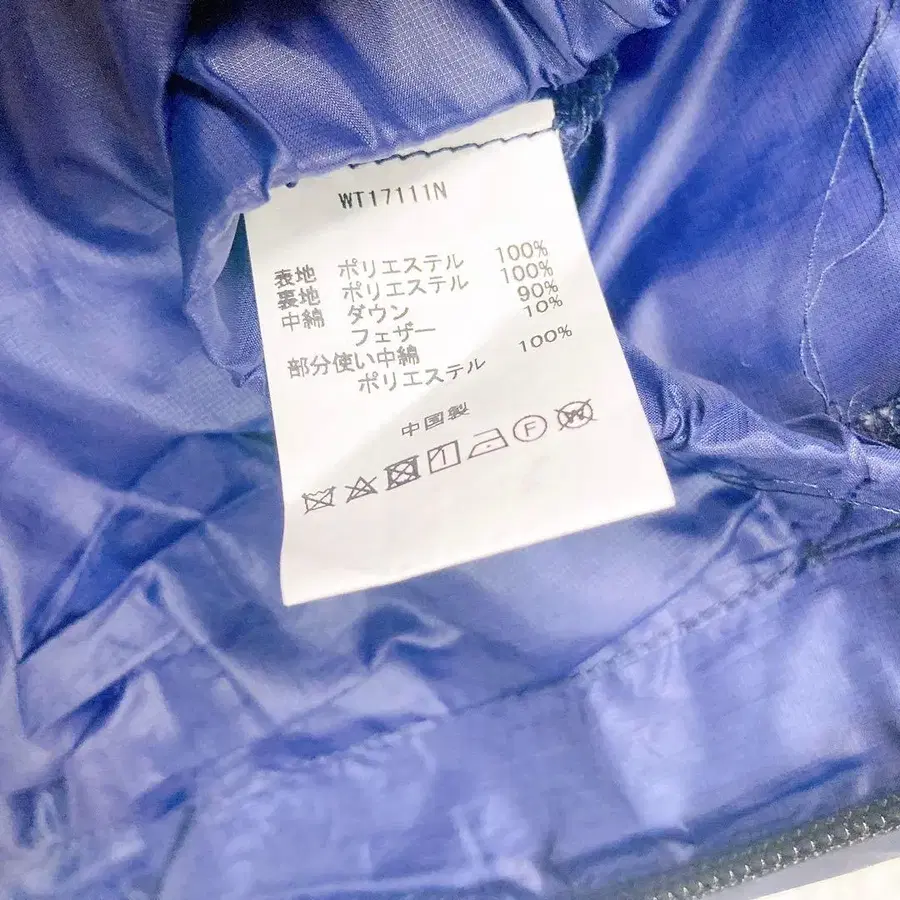 WT17111N
表地 ポリエステル 100%
裏地 ポリエステル 100%
中綿 ダウン 90%
フェザー 10%
部分使い中綿
ポリエステル 100%
中国製
F W